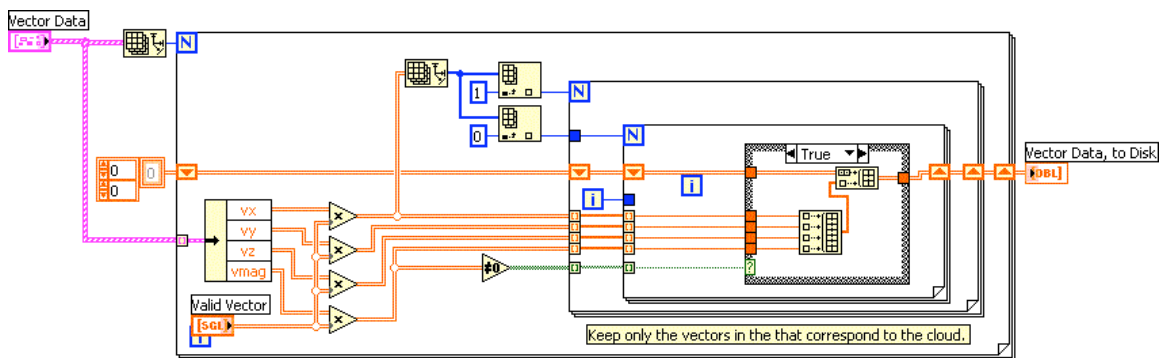 Vector Data
N
1
N
0
N
True
Vector Data, to Disk
DBL]
0
0
0
i
i
vx
vy
vz
vmag
x
x
x
x
≠0
?
Valid Vector
[SGL]
i
Keep only the vectors in the that correspond to the cloud.